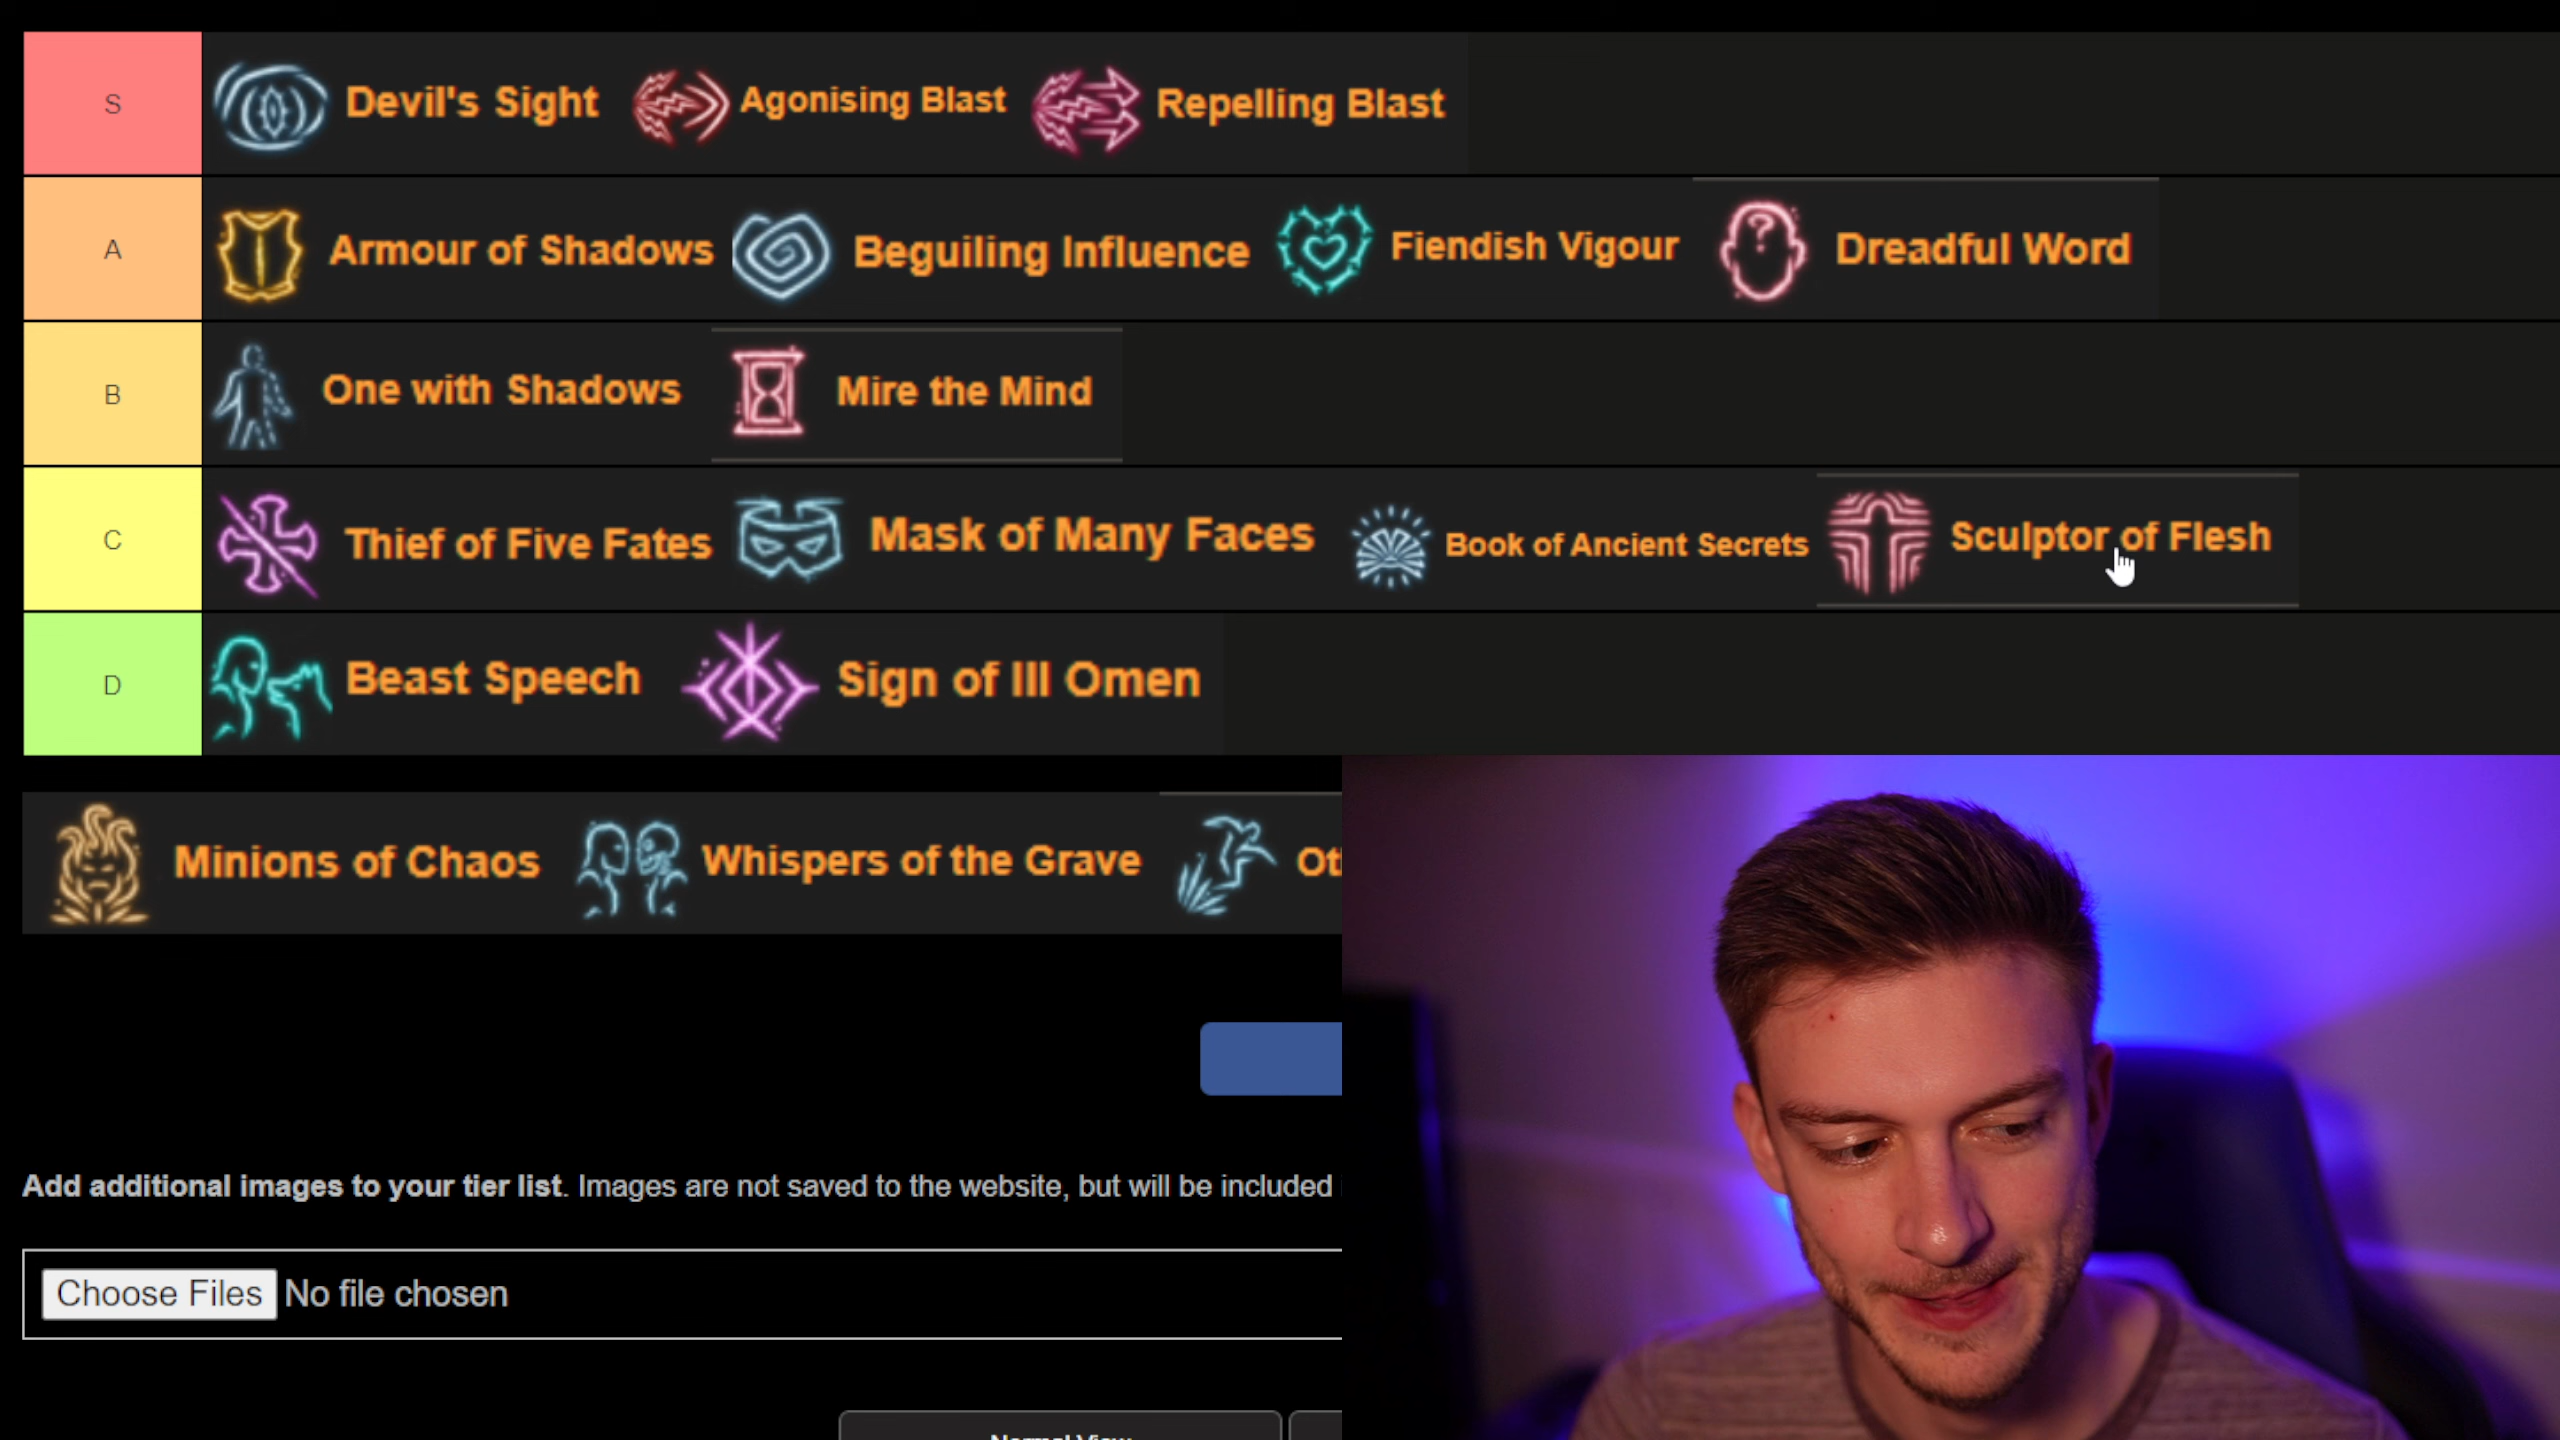 S Devil's Sight Agonising Blast Repelling Blast
A Armour of Shadows Beguiling Influence Fiendish Vigour Dreadful Word
B One with Shadows Mire the Mind
C Thief of Five Fates Mask of Many Faces Book of Ancient Secrets Sculptor of Flesh
D Beast Speech Sign of Ill Omen
Minions of Chaos Whispers of the Grave Ot
Add additional images to your tier list. Images are not saved to the website, but will be included
Choose Files No file chosen
Normal View